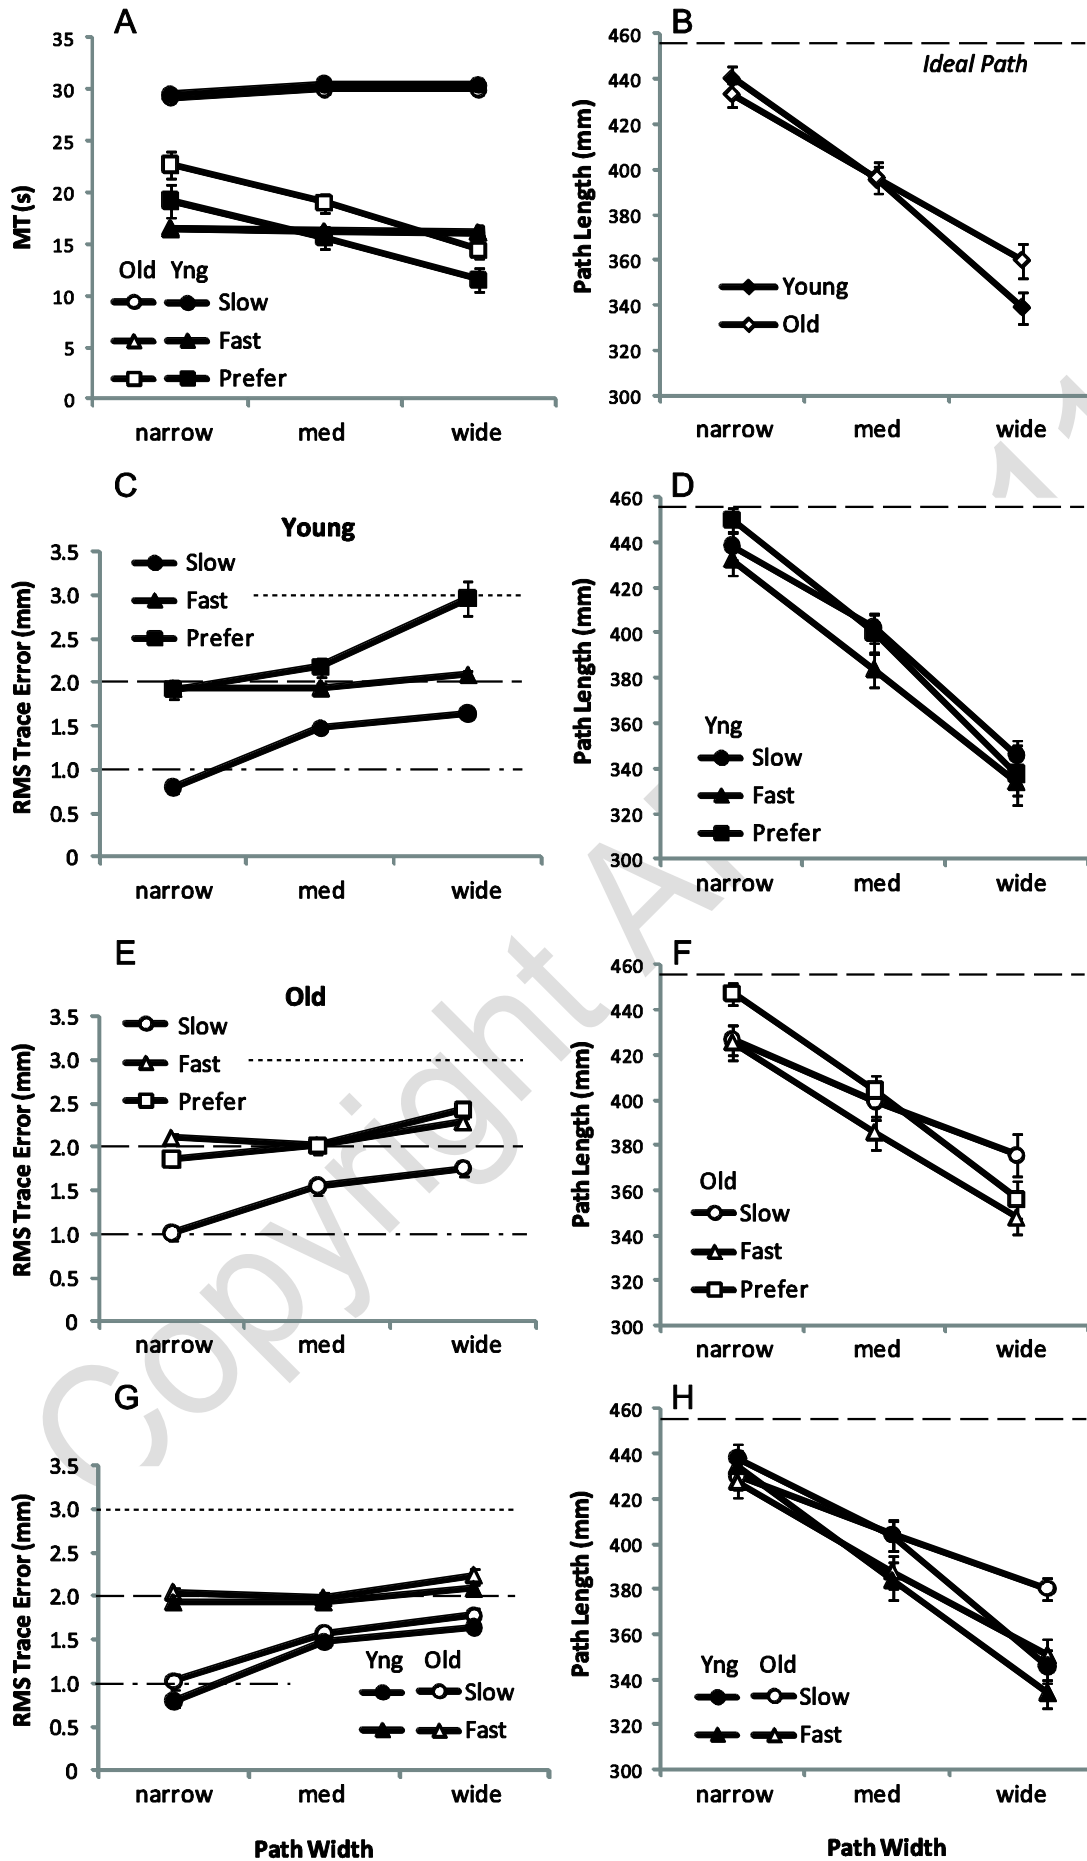 A
35
30
25
20
15
10
5
0
MT (s)
Old Yng
Slow
Fast
Prefer
narrow med wide
B
460
440
420
400
380
360
340
320
300
Path Length (mm)
Ideal Path
Young
Old
narrow med wide
C
Young
3.5
3.0
2.5
2.0
1.5
1.0
0.5
0
RMS Trace Error (mm)
Slow
Fast
Prefer
narrow med wide
D
460
440
420
400
380
360
340
320
300
Path Length (mm)
Yng
Slow
Fast
Prefer
narrow med wide
E
Old
3.5
3.0
2.5
2.0
1.5
1.0
0.5
0
RMS Trace Error (mm)
Slow
Fast
Prefer
narrow med wide
F
460
440
420
400
380
360
340
320
300
Path Length (mm)
Old
Slow
Fast
Prefer
narrow med wide
G
3.5
3.0
2.5
2.0
1.5
1.0
0.5
0
RMS Trace Error (mm)
Yng Old
Slow
Fast
narrow med wide
Path Width
H
460
440
420
400
380
360
340
320
300
Path Length (mm)
Yng Old
Slow
Fast
narrow med wide
Path Width
Copyright